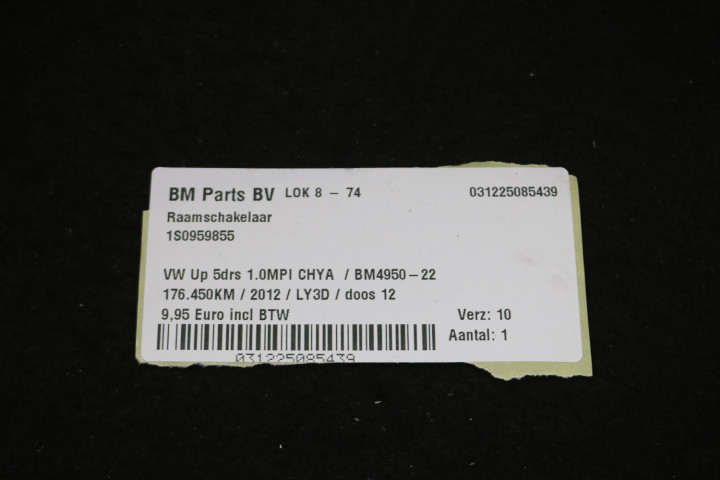 BM Parts BV LOK 8 - 74 031225085439
Raamschakelaar
1S0959855
VW Up 5drs 1.0MPI CHYA / BM4950-22
176.450KM / 2012 / LY3D / doos 12
9,95 Euro incl BTW Verz: 10
Aantal: 1
031225085439